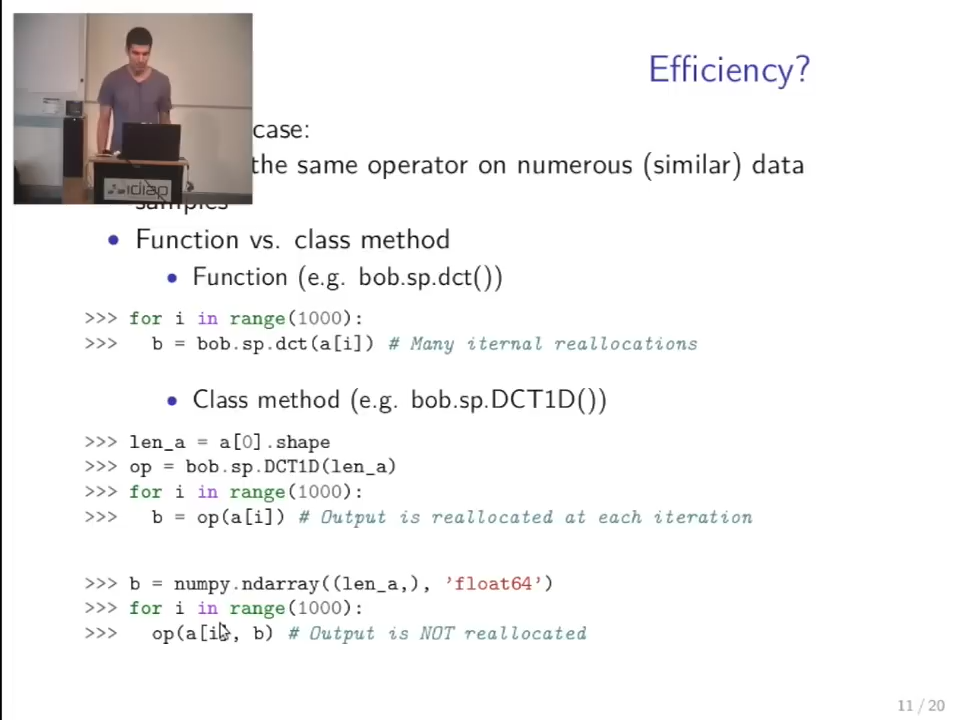 Efficiency?
case:
the same operator on numerous (similar) data
samples
idiap
• Function vs. class method
• Function (e.g. bob.sp.dct())
>>> for i in range(1000):
>>>   b = bob.sp.dct(a[i]) # Many iternal reallocations
• Class method (e.g. bob.sp.DCT1D())
>>> len_a = a[0].shape
>>> op = bob.sp.DCT1D(len_a)
>>> for i in range(1000):
>>>   b = op(a[i]) # Output is reallocated at each iteration
>>> b = numpy.ndarray((len_a,), 'float64')
>>> for i in range(1000):
>>>   op(a[i], b) # Output is NOT reallocated
11 / 20